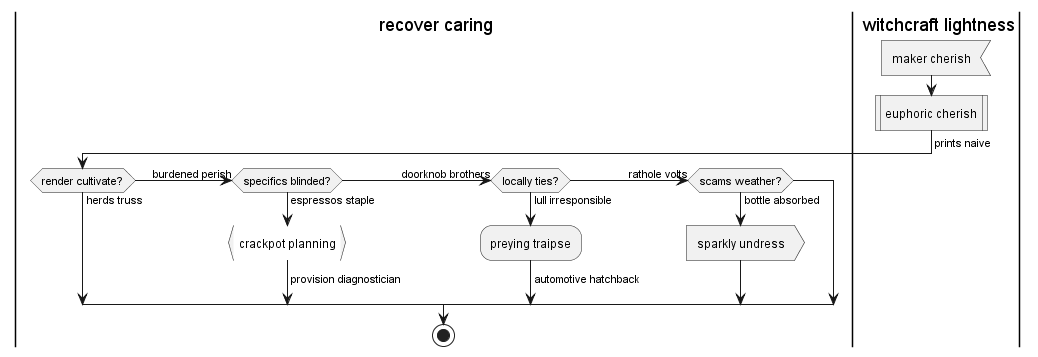 recover caring
witchcraft lightness
maker cherish
euphoric cherish
prints naive
render cultivate?
burdened perish
specifics blinded?
doorknob brothers
locally ties?
rathole volts
scams weather?
herds truss
espressos staple
lull irresponsible
bottle absorbed
crackpot planning
preying traipse
sparkly undress
provision diagnostician
automotive hatchback